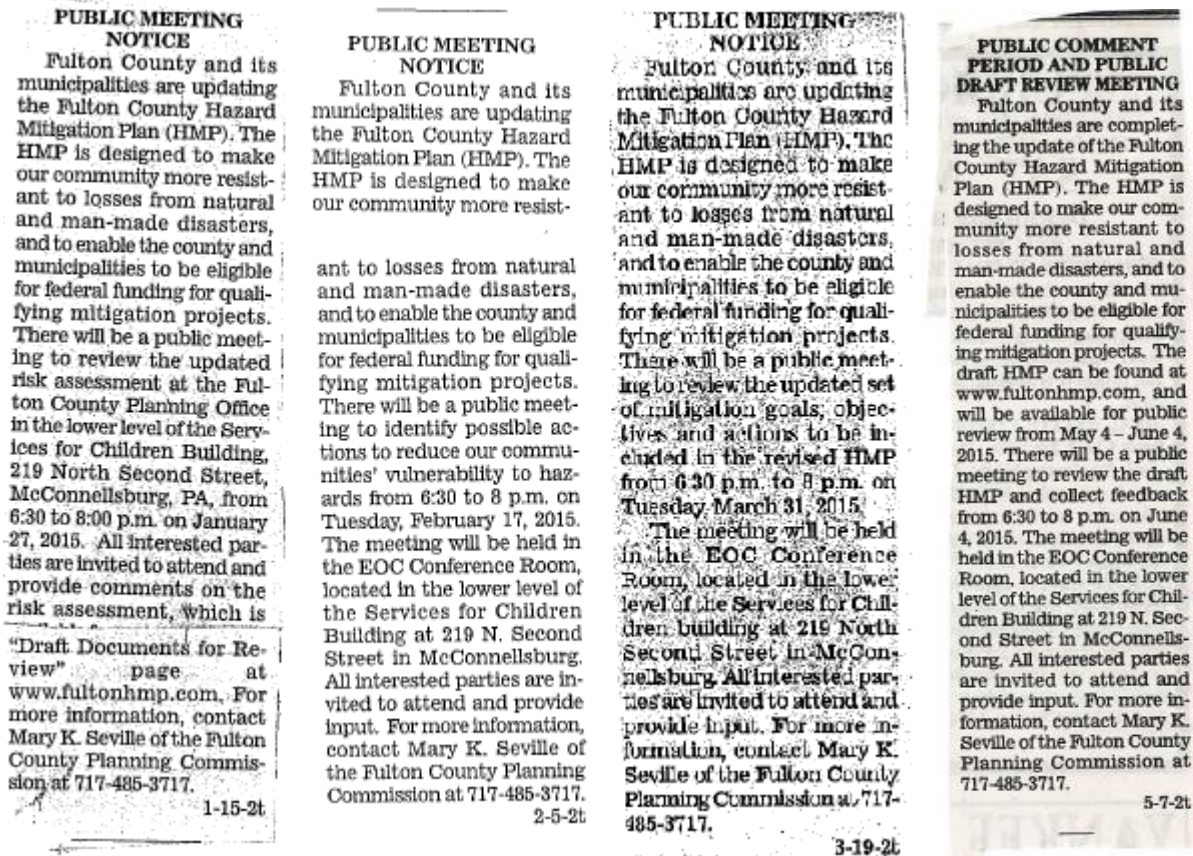 PUBLIC MEETING
NOTICE
Fulton County and its
municipalities are updating
the Fulton County Hazard
Mitigation Plan (HMP). The
HMP is designed to make
our community more resist-
ant to losses from natural
and man-made disasters,
and to enable the county and
municipalities to be eligible
for federal funding for quali-
fying mitigation projects.
There will be a public meet-
ing to review the updated
risk assessment at the Ful-
ton County Planning Office
in the lower level of the Serv-
ices for Children Building,
219 North Second Street,
McConnellsburg, PA, from
6:30 to 8:00 p.m. on January
27, 2015. All interested par-
ties are invited to attend and
provide comments on the
risk assessment, which is
"Draft Documents for Re-
view" page at
www.fultonhmp.com. For
more information, contact
Mary K. Seville of the Fulton
County Planning Commis-
sion at 717-485-3717.
1-15-2t
PUBLIC MEETING
NOTICE
Fulton County and its
municipalities are updating
the Fulton County Hazard
Mitigation Plan (HMP). The
HMP is designed to make
our community more resist-
ant to losses from natural
and man-made disasters,
and to enable the county and
municipalities to be eligible
for federal funding for quali-
fying mitigation projects.
There will be a public meet-
ing to identify possible ac-
tions to reduce our commu-
nities' vulnerability to haz-
ards from 6:30 to 8 p.m. on
Tuesday, February 17, 2015.
The meeting will be held in
the EOC Conference Room,
located in the lower level of
the Services for Children
Building at 219 N. Second
Street in McConnellsburg.
All interested parties are in-
vited to attend and provide
input. For more information,
contact Mary K. Seville of
the Fulton County Planning
Commission at 717-485-3717.
2-5-2t
PUBLIC MEETING
NOTICE
Fulton County and its
municipalities are updating
the Fulton County Hazard
Mitigation Plan (HMP). The
HMP is designed to make
our community more resist-
ant to losses from natural
and man-made disasters,
and to enable the county and
municipalities to be eligible
for federal funding for quali-
fying mitigation projects.
There will be a public meet-
ing to review the updated set
of mitigation goals, objec-
tives and actions to be in-
cluded in the revised HMP
from 6:30 p.m. to 8 p.m. on
Tuesday March 31, 2015.
The meeting will be held
in the EOC Conference
Room, located in the lower
level of the Services for Chil-
dren building at 219 North
Second Street in McCon-
nellsburg. All interested par-
ties are invited to attend and
provide input. For more in-
formation, contact Mary K.
Seville of the Fulton County
Planning Commission at 717-
485-3717.
3-19-2t
PUBLIC COMMENT
PERIOD AND PUBLIC
DRAFT REVIEW MEETING
Fulton County and its
municipalities are complet-
ing the update of the Fulton
County Hazard Mitigation
Plan (HMP). The HMP is
designed to make our com-
munity more resistant to
losses from natural and
man-made disasters, and to
enable the county and mu-
nicipalities to be eligible for
federal funding for qualify-
ing mitigation projects. The
draft HMP can be found at
www.fultonhmp.com, and
will be available for public
review from May 4 – June 4,
2015. There will be a public
meeting to review the draft
HMP and collect feedback
from 6:30 to 8 p.m. on June
4, 2015. The meeting will be
held in the EOC Conference
Room, located in the lower
level of the Services for Chil-
dren Building at 219 N. Sec-
ond Street in McConnells-
burg. All interested parties
are invited to attend and
provide input. For more in-
formation, contact Mary K.
Seville of the Fulton County
Planning Commission at
717-485-3717.
5-7-2t